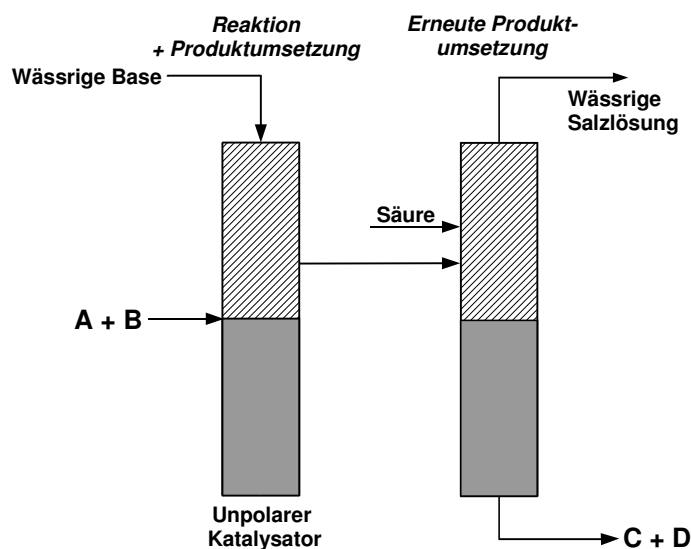 Reaktion
+ Produktumsetzung
Erneute Produkt-
umsetzung
Wässrige Base
Wässrige
Salzlösung
Säure
A + B
Unpolarer
Katalysator
C + D